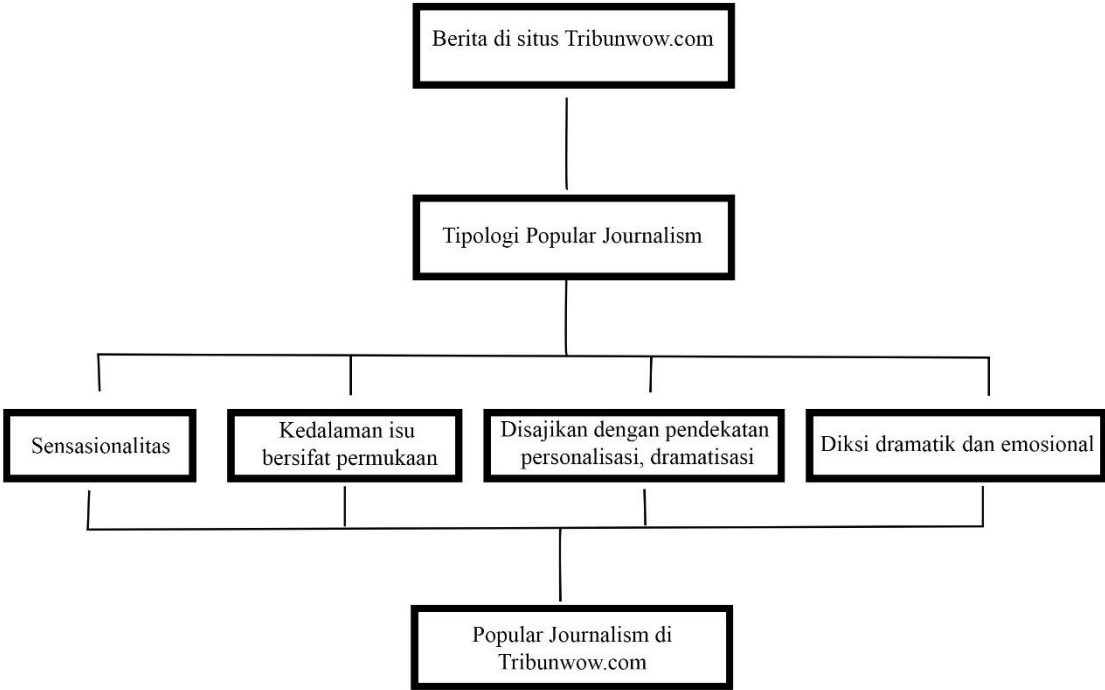 Berita di situs Tribunwow.com
Tipologi Popular Journalism
Sensasionalitas
Kedalaman isu
bersifat permukaan
Disajikan dengan pendekatan
personalisasi, dramatisasi
Diksi dramatik dan emosional
Popular Journalism di
Tribunwow.com